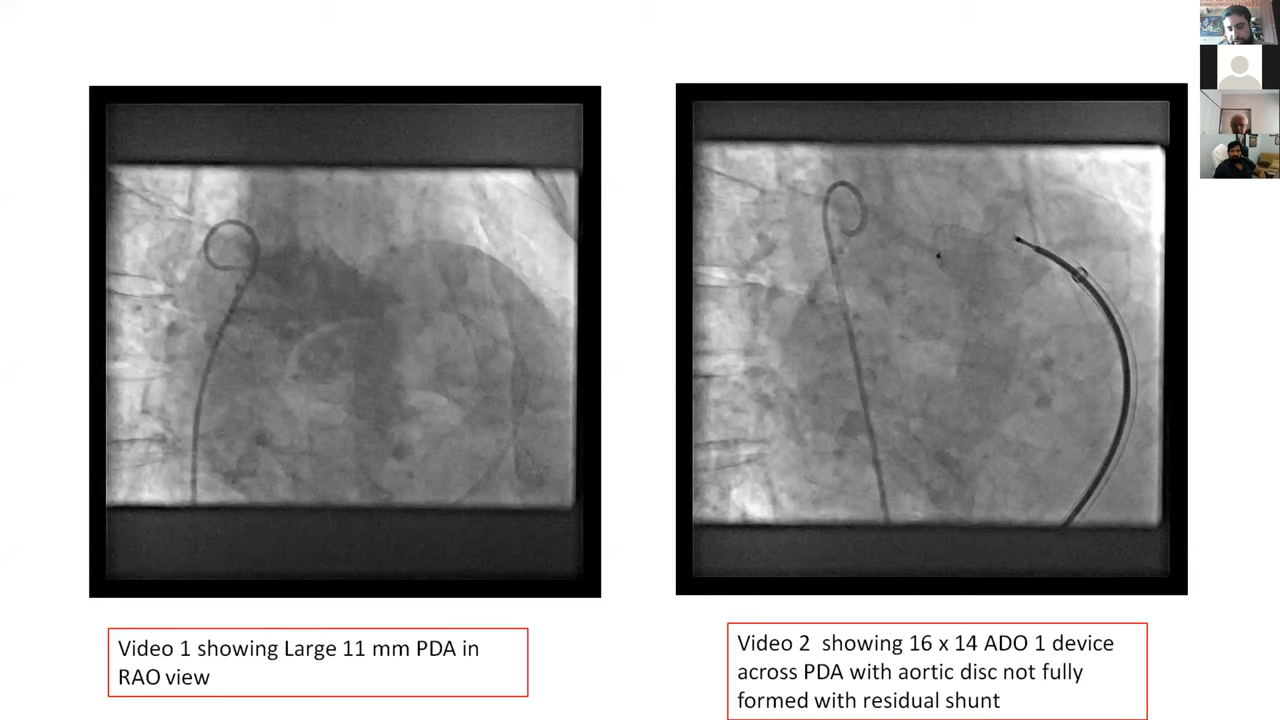 Video 1 showing Large 11 mm PDA in
RAO view
Video 2 showing 16 x 14 ADO 1 device
across PDA with aortic disc not fully
formed with residual shunt